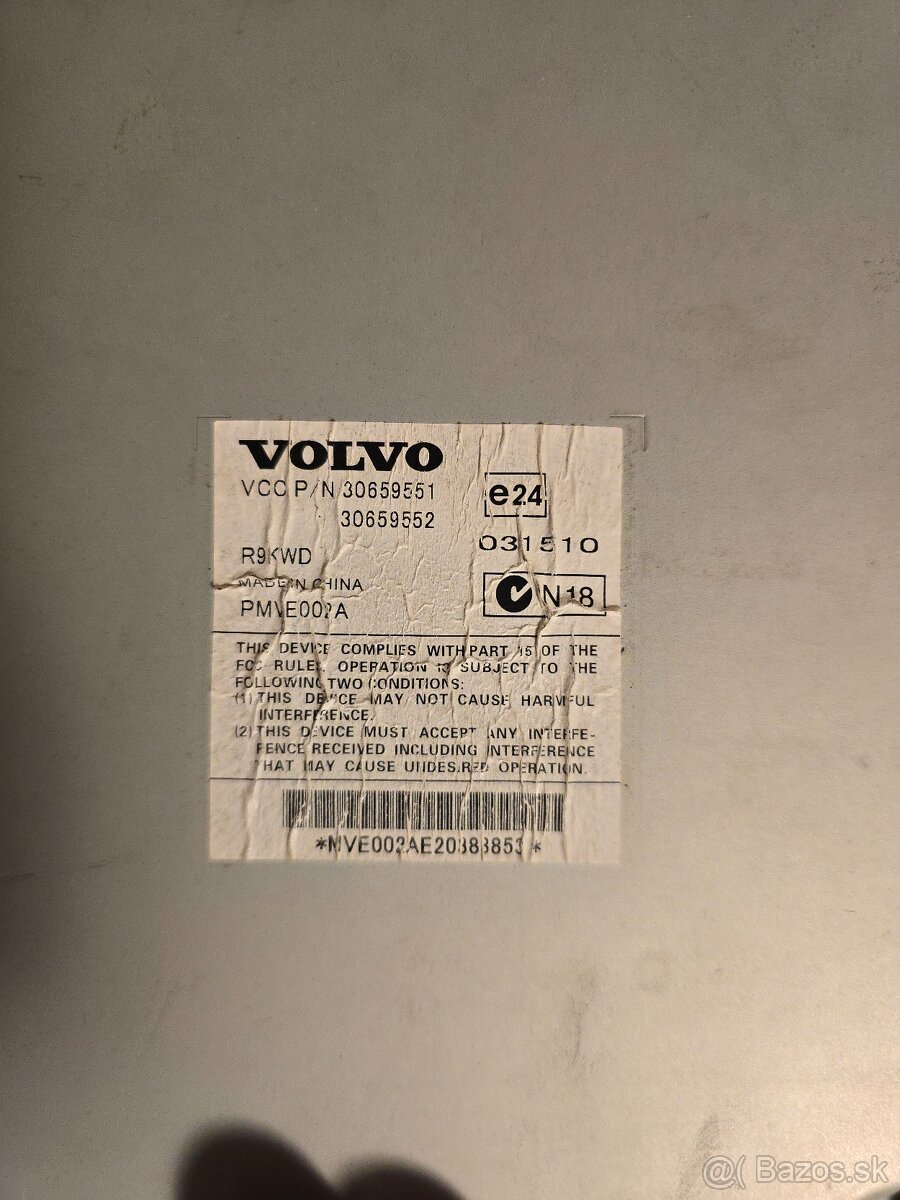 VOLVO
VCC P/N 30659551
30659552
e24
031510
R9KWD
MADE IN CHINA
N18
PMVE002A
THIS DEVICE COMPLIES WITH PART 15 OF THE
FCC RULES. OPERATION IS SUBJECT TO THE
FOLLOWING TWO CONDITIONS:
(1) THIS DEVICE MAY NOT CAUSE HARMFUL
INTERFERENCE.
(2) THIS DEVICE MUST ACCEPT ANY INTERFE-
RENCE RECEIVED INCLUDING INTERFERENCE
THAT MAY CAUSE UNDESIRED OPERATION.
@( Bazos.sk